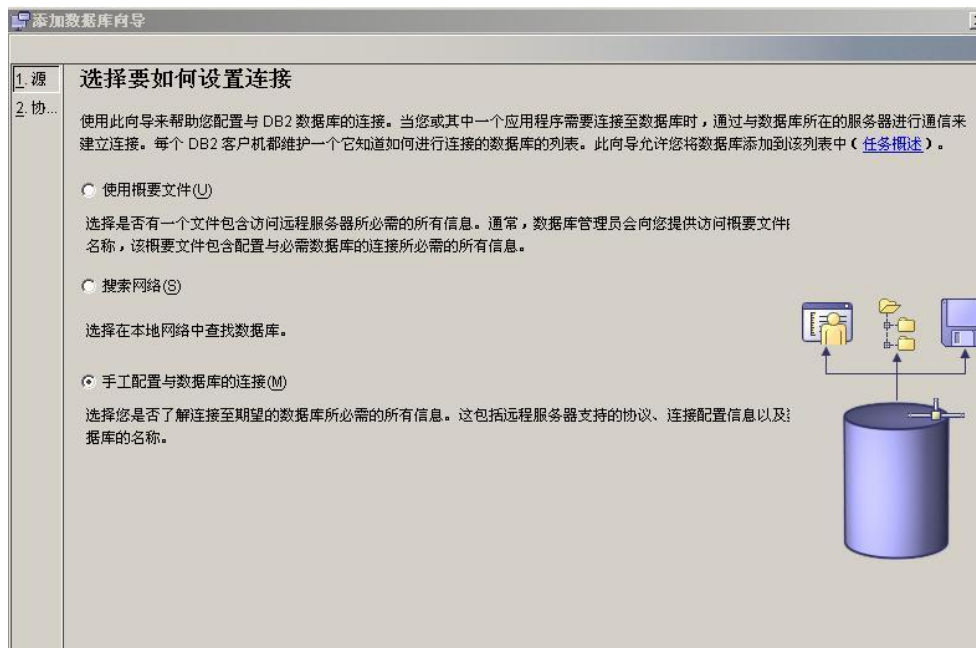 添加数据库向导
1. 源
2. 协...
选择要如何设置连接
使用此向导来帮助您配置与 DB2 数据库的连接。当您或其中一个应用程序需要连接至数据库时，通过与数据库所在的服务器进行通信来
建立连接。每个 DB2 客户机都维护一个它知道如何进行连接的数据库的列表。此向导允许您将数据库添加到该列表中（任务概述）。
使用概要文件(U)
选择是否有一个文件包含访问远程服务器所必需的所有信息。通常，数据库管理员会向您提供访问概要文件
名称，该概要文件包含配置与必需数据库的连接所必需的所有信息。
搜索网络(S)
选择在本地网络中查找数据库。
手工配置与数据库的连接(M)
选择您是否了解连接至期望的数据库所必需的所有信息。这包括远程服务器支持的协议、连接配置信息以及
据库的名称。